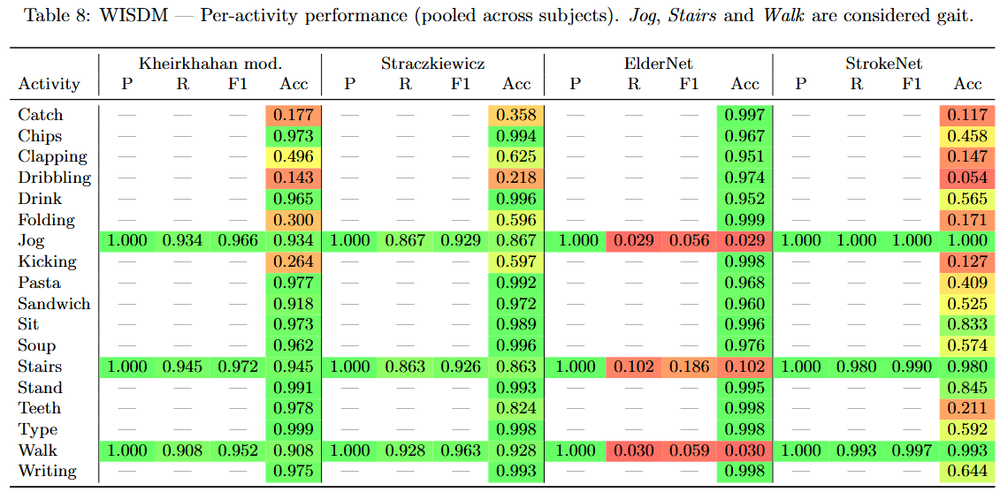 Table 8: WISDM — Per-activity performance (pooled across subjects). Jog, Stairs and Walk are considered gait.
Kheirkhahan mod. Straczkiewicz ElderNet StrokeNet
Activity P R F1 Acc P R F1 Acc P R F1 Acc P R F1 Acc
Catch — — — 0.177 — — — 0.358 — — — 0.997 — — — 0.117
Chips — — — 0.973 — — — 0.994 — — — 0.967 — — — 0.458
Clapping — — — 0.496 — — — 0.625 — — — 0.951 — — — 0.147
Dribbling — — — 0.143 — — — 0.218 — — — 0.974 — — — 0.054
Drink — — — 0.965 — — — 0.996 — — — 0.952 — — — 0.565
Folding — — — 0.300 — — — 0.596 — — — 0.999 — — — 0.171
Jog 1.000 0.934 0.966 0.934 1.000 0.867 0.929 0.867 1.000 0.029 0.056 0.029 1.000 1.000 1.000 1.000
Kicking — — — 0.264 — — — 0.597 — — — 0.998 — — — 0.127
Pasta — — — 0.977 — — — 0.992 — — — 0.968 — — — 0.409
Sandwich — — — 0.918 — — — 0.972 — — — 0.960 — — — 0.525
Sit — — — 0.973 — — — 0.989 — — — 0.996 — — — 0.833
Soup — — — 0.962 — — — 0.996 — — — 0.976 — — — 0.574
Stairs 1.000 0.945 0.972 0.945 1.000 0.863 0.926 0.863 1.000 0.102 0.186 0.102 1.000 0.980 0.990 0.980
Stand — — — 0.991 — — — 0.993 — — — 0.995 — — — 0.845
Teeth — — — 0.978 — — — 0.824 — — — 0.998 — — — 0.211
Type — — — 0.999 — — — 0.998 — — — 0.998 — — — 0.592
Walk 1.000 0.908 0.952 0.908 1.000 0.928 0.963 0.928 1.000 0.030 0.059 0.030 1.000 0.993 0.997 0.993
Writing — — — 0.975 — — — 0.993 — — — 0.998 — — — 0.644